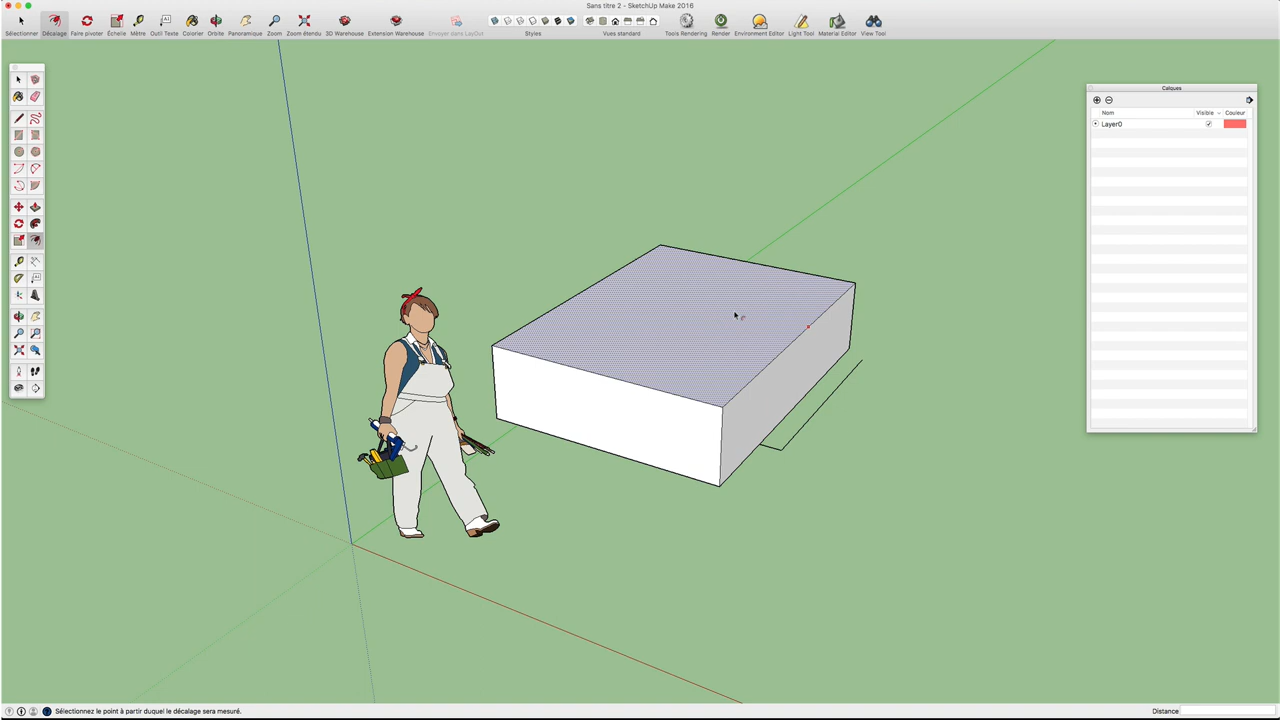 Sans titre 2 - SketchUp Make 2016
Sélectionner Décalage Faire pivoter Échelle Mètre Outil Texte Colorier Orbite Panoramique Zoom Zoom étendu 3D Warehouse Extension Warehouse Envoyer dans LayOut Styles Vues standard Tools Rendering Render Environment Editor Light Tool Material Editor View Tool
Calques
Nom Visible Couleur
Layer0
Sélectionnez le point à partir duquel le décalage sera mesuré.
Distance